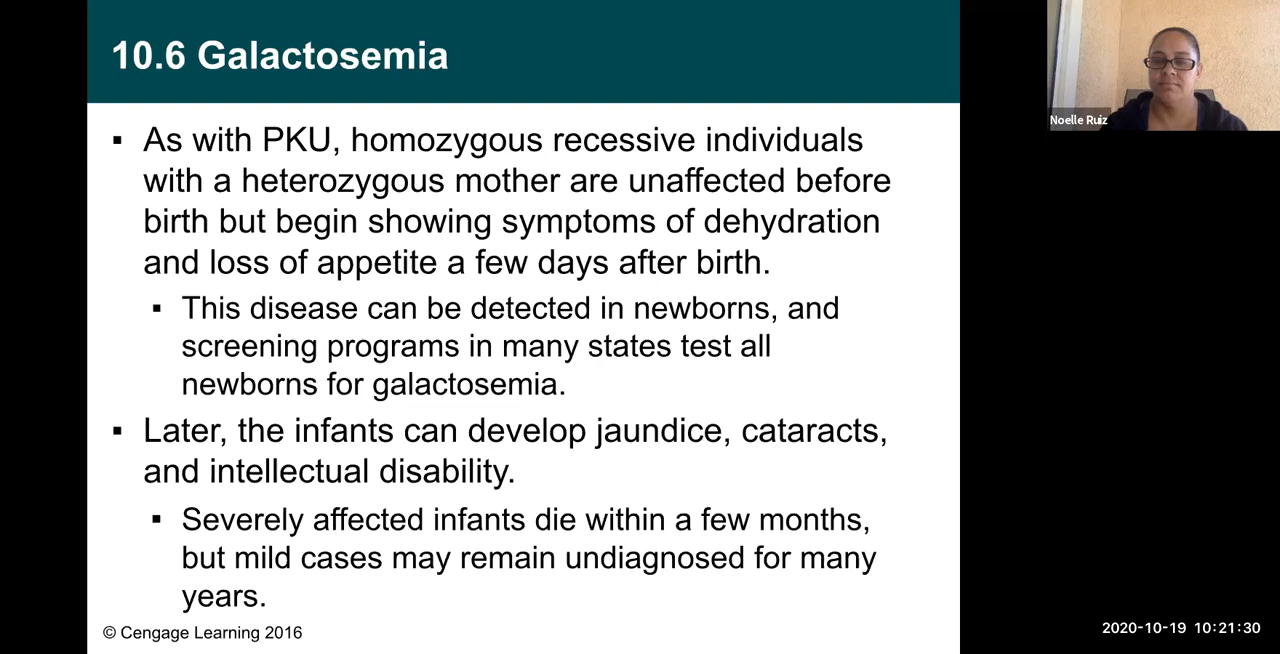 10.6 Galactosemia
Noelle Ruiz
▪ As with PKU, homozygous recessive individuals
with a heterozygous mother are unaffected before
birth but begin showing symptoms of dehydration
and loss of appetite a few days after birth.
▪ This disease can be detected in newborns, and
screening programs in many states test all
newborns for galactosemia.
▪ Later, the infants can develop jaundice, cataracts,
and intellectual disability.
▪ Severely affected infants die within a few months,
but mild cases may remain undiagnosed for many
years.
© Cengage Learning 2016
2020-10-19 10:21:30